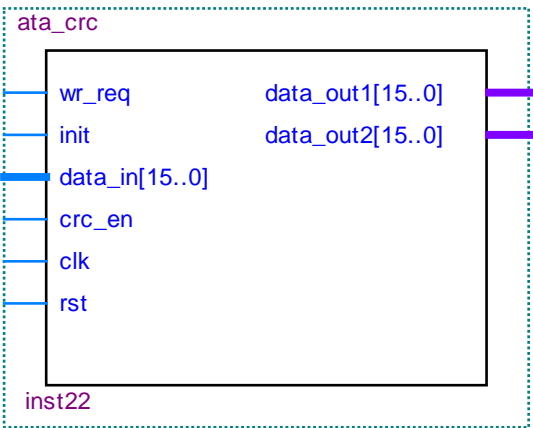 ata_crc
wr_req data_out1[15..0]
init data_out2[15..0]
data_in[15..0]
crc_en
clk
rst
inst22